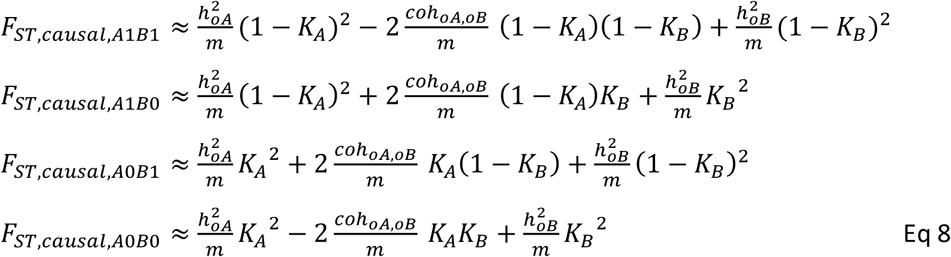 F_{ST,causal,A1B1} ≈ \frac{h_{oA}^{2}}{m}(1 − K_A)^2 − 2\frac{coh_{oA,oB}}{m} (1 − K_A)(1 − K_B) + \frac{h_{oB}^{2}}{m}(1 − K_B)^2
F_{ST,causal,A1B0} ≈ \frac{h_{oA}^{2}}{m}(1 − K_A)^2 + 2\frac{coh_{oA,oB}}{m} (1 − K_A)K_B + \frac{h_{oB}^{2}}{m}{K_B}^2
F_{ST,causal,A0B1} ≈ \frac{h_{oA}^{2}}{m}{K_A}^2 + 2\frac{coh_{oA,oB}}{m} K_A(1 − K_B) + \frac{h_{oB}^{2}}{m}(1 − K_B)^2
F_{ST,causal,A0B0} ≈ \frac{h_{oA}^{2}}{m}{K_A}^2 − 2\frac{coh_{oA,oB}}{m} K_AK_B + \frac{h_{oB}^{2}}{m}{K_B}^2 Eq 8